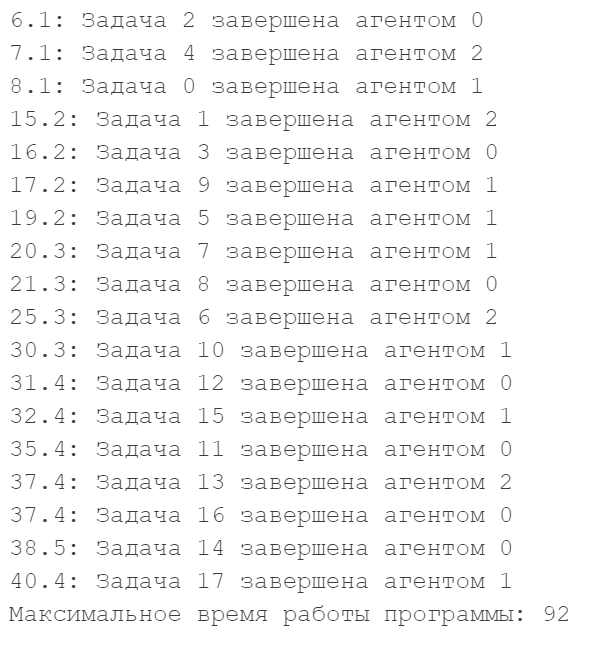 6.1: Задача 2 завершена агентом 0
7.1: Задача 4 завершена агентом 2
8.1: Задача 0 завершена агентом 1
15.2: Задача 1 завершена агентом 2
16.2: Задача 3 завершена агентом 0
17.2: Задача 9 завершена агентом 1
19.2: Задача 5 завершена агентом 1
20.3: Задача 7 завершена агентом 1
21.3: Задача 8 завершена агентом 0
25.3: Задача 6 завершена агентом 2
30.3: Задача 10 завершена агентом 1
31.4: Задача 12 завершена агентом 0
32.4: Задача 15 завершена агентом 1
35.4: Задача 11 завершена агентом 0
37.4: Задача 13 завершена агентом 2
37.4: Задача 16 завершена агентом 0
38.5: Задача 14 завершена агентом 0
40.4: Задача 17 завершена агентом 1
Максимальное время работы программы: 92